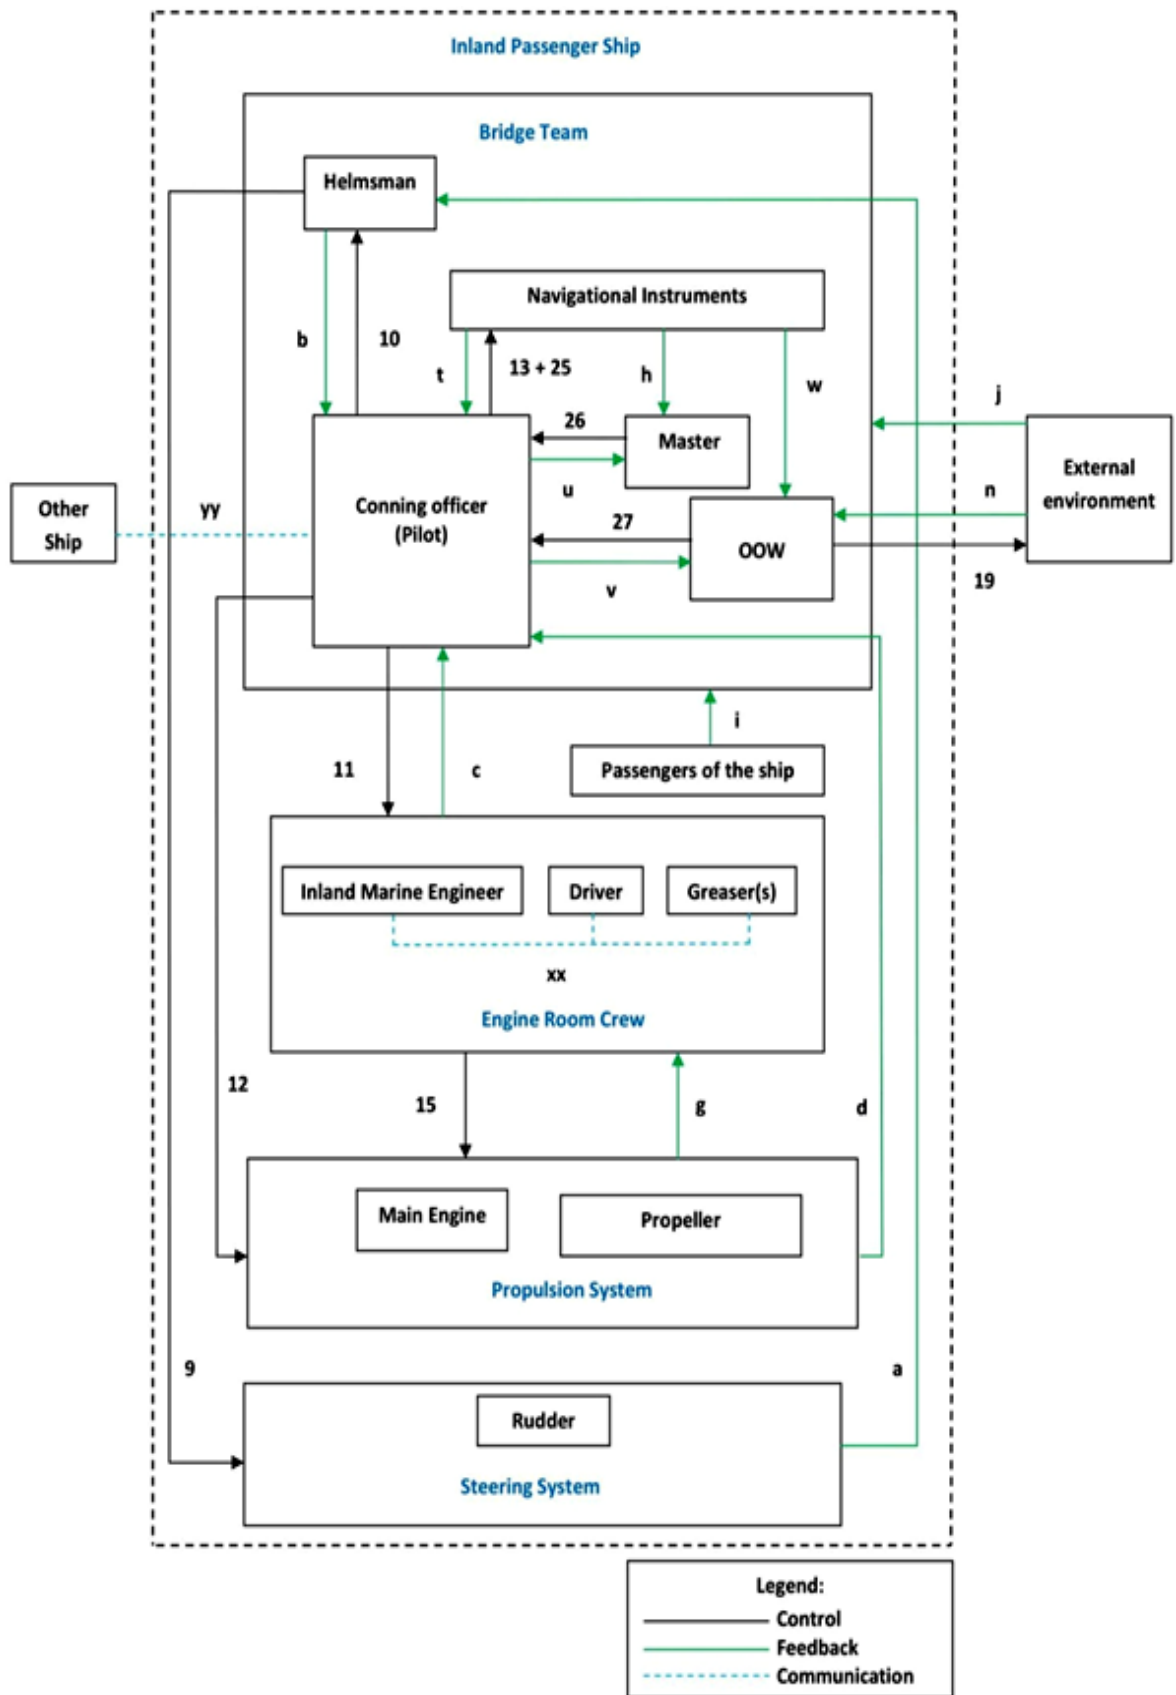 Inland Passenger Ship
Bridge Team
Helmsman
Navigational Instruments
b
10
t
13 + 25
h
w
j
26
Master
u
External
environment
n
Conning officer
(Pilot)
Other
Ship
yy
27
OOW
v
19
i
11
c
Passengers of the ship
Inland Marine Engineer
Driver
Greaser(s)
xx
Engine Room Crew
12
15
g
d
Main Engine
Propeller
Propulsion System
9
a
Rudder
Steering System
Legend:
Control
Feedback
Communication